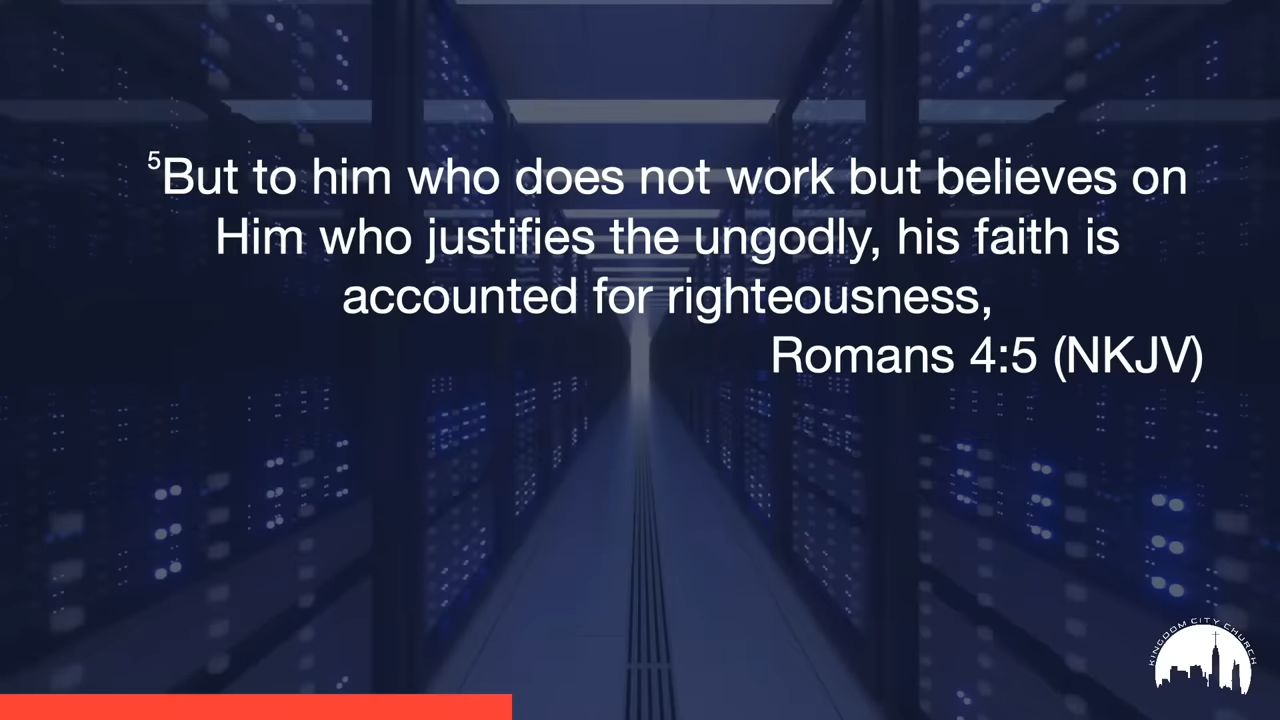 ⁵But to him who does not work but believes on
Him who justifies the ungodly, his faith is
accounted for righteousness,
Romans 4:5 (NKJV)
KINGDOM CITY CHURCH